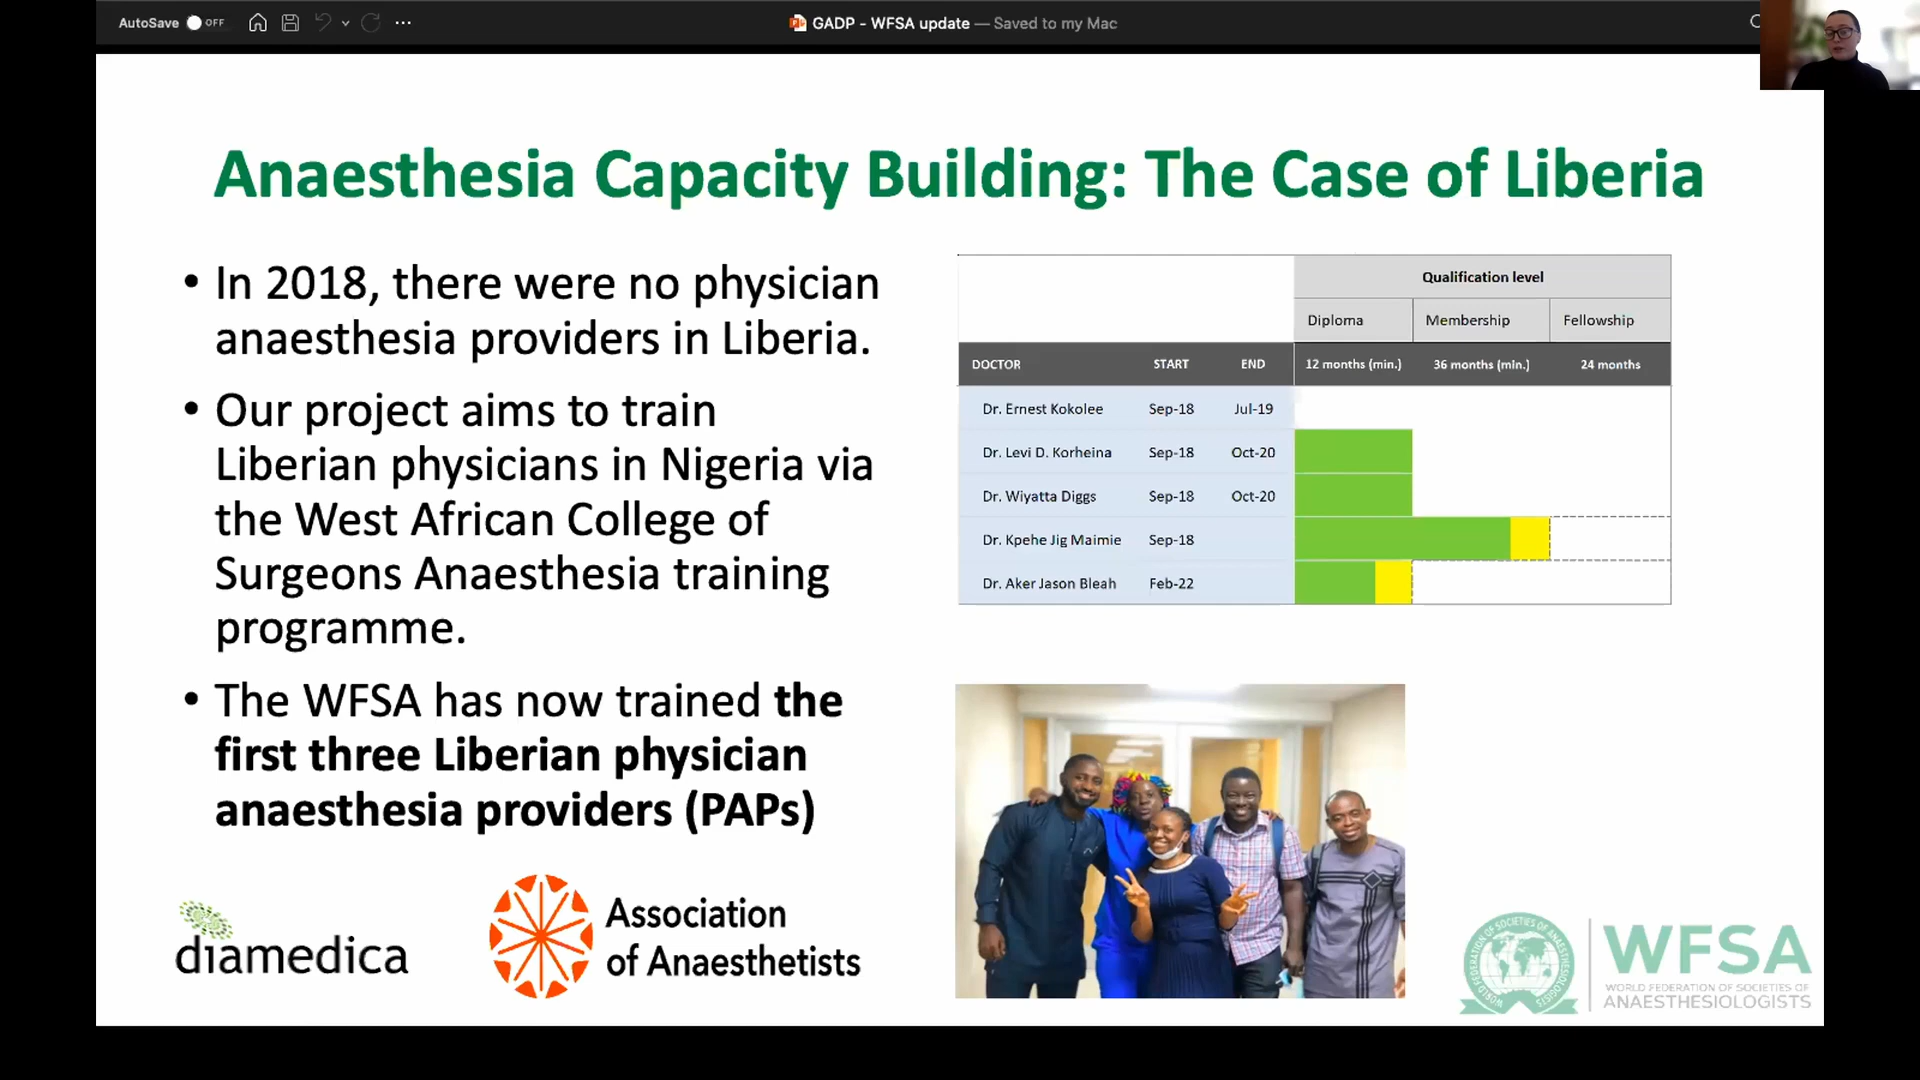 AutoSave OFF
GADP - WFSA update — Saved to my Mac
Anaesthesia Capacity Building: The Case of Liberia
• In 2018, there were no physician
anaesthesia providers in Liberia.
• Our project aims to train
Liberian physicians in Nigeria via
the West African College of
Surgeons Anaesthesia training
programme.
• The WFSA has now trained the
first three Liberian physician
anaesthesia providers (PAPs)
Qualification level
Diploma Membership Fellowship
DOCTOR START END 12 months (min.) 36 months (min.) 24 months
Dr. Ernest Kokolee Sep-18 Jul-19
Dr. Levi D. Korheina Sep-18 Oct-20
Dr. Wiyatta Diggs Sep-18 Oct-20
Dr. Kpehe Jig Maimie Sep-18
Dr. Aker Jason Bleah Feb-22
diamedica
Association
of Anaesthetists
WORLD FEDERATION OF SOCIETIES OF ANAESTHESIOLOGISTS
WFSA
WORLD FEDERATION OF SOCIETIES OF
ANAESTHESIOLOGISTS